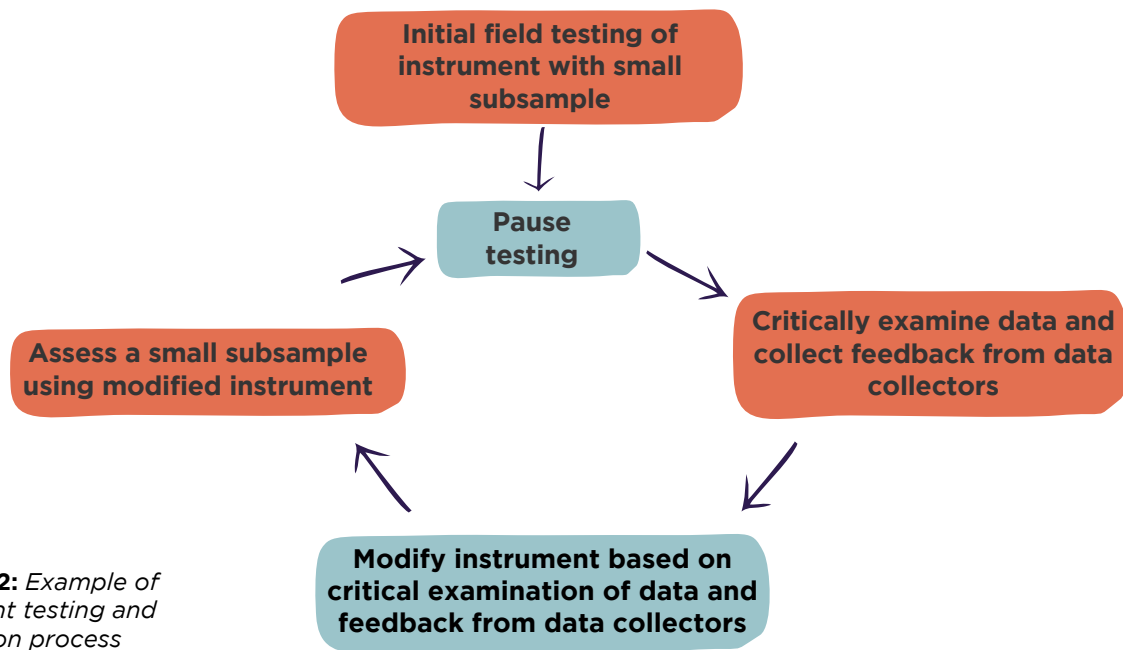 Initial field testing of
instrument with small
subsample
Pause
testing
Critically examine data and
collect feedback from data
collectors
Assess a small subsample
using modified instrument
Modify instrument based on
critical examination of data and
feedback from data collectors
2: Example of
nt testing and
on process